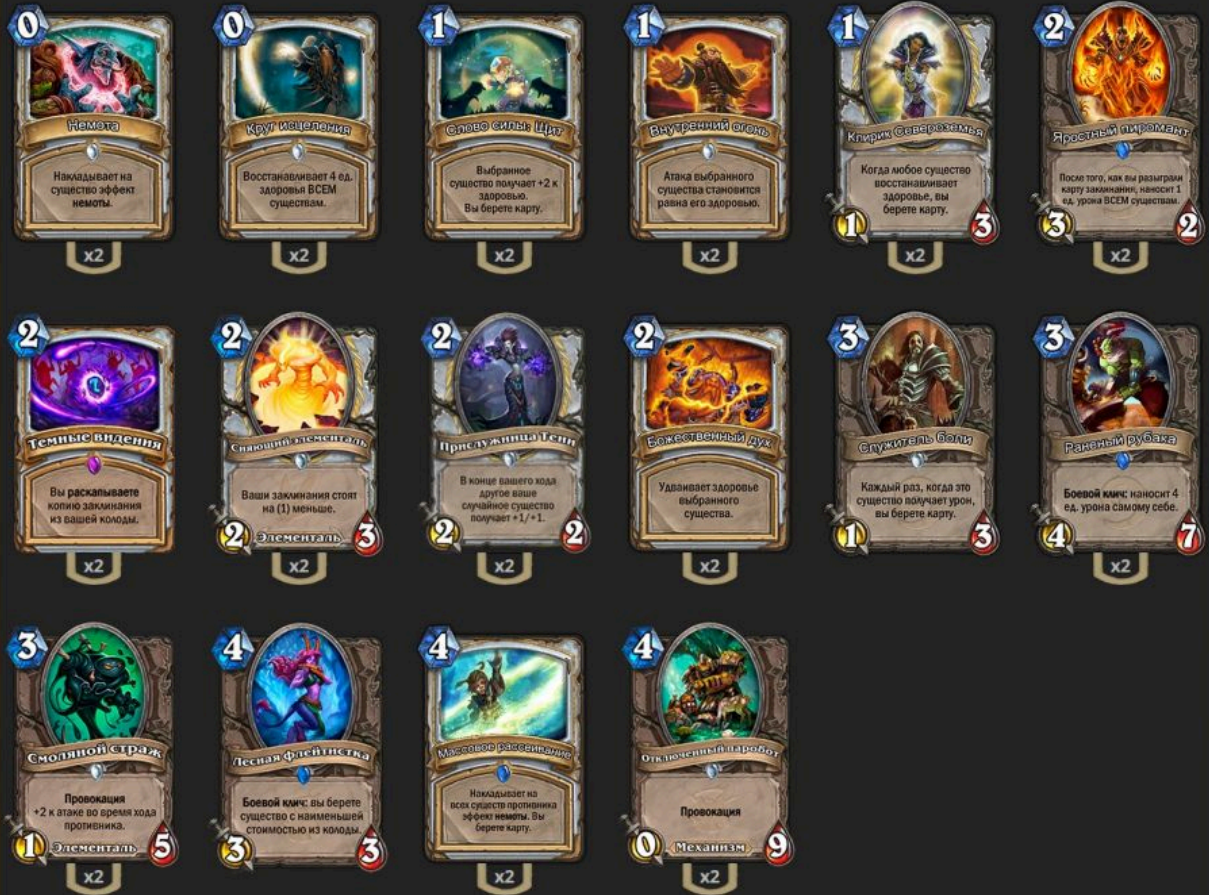 0
Немота
Накладывает на
существо эффект
немоты.
x2
0
Круг исцеления
Восстанавливает 4 ед.
здоровья ВСЕМ
существам.
x2
1
Слово силы: Щит
Выбранное
существо получает +2 к
здоровью.
Вы берете карту.
x2
1
Внутренний огонь
Атака выбранного
существа становится
равна его здоровью.
x2
1
Клирик Североземья
Когда любое существо
восстанавливает
здоровье, вы
берете карту.
1
3
x2
2
Яростный пиромант
После того, как вы разыграли
карту заклинания, наносит 1
ед. урона ВСЕМ существам.
3
2
x2
2
Темные видения
Вы раскапываете
копию заклинания
из вашей колоды.
x2
2
Сияющий элементаль
Ваши заклинания стоят
на (1) меньше.
2
Элементаль
3
x2
2
Прислужница Тени
В конце вашего хода
другое ваше
случайное существо
получает +1/+1.
2
2
x2
2
Божественный дух
Удваивает здоровье
выбранного
существа.
x2
3
Служитель боли
Каждый раз, когда это
существо получает урон,
вы берете карту.
1
3
3
Раненый рубака
Боевой клич: наносит 4
ед. урона самому себе.
4
7
x2
3
Смоляной страж
Провокация
+2 к атаке во время хода
противника.
1
Элементаль
5
x2
4
Лесная флейтистка
Боевой клич: вы берете
существо с наименьшей
стоимостью из колоды.
3
3
4
Массовое рассеивание
Накладывает на
всех существ противника
эффект немоты. Вы
берете карту.
x2
4
Отключенный паробот
Провокация
0
Механизм
9
x2